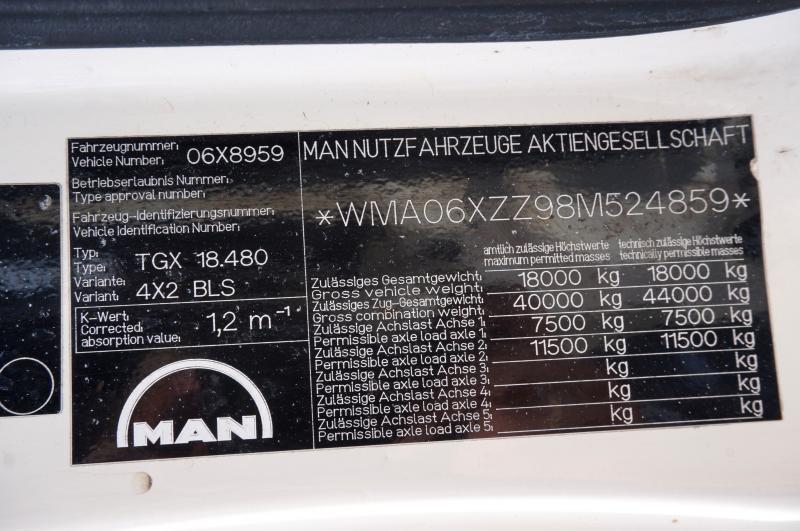 Fahrzeugnummer:
Vehicle Number: 06X8959
Betriebserlaubnis Nummer:
Type approval number:
Fahrzeug-Identifizierungsnummer:
Vehicle Identification Number:
Typ:
Type: TGX 18.480
Variante:
Variant: 4X2 BLS
K-Wert:
Corrected: 1,2 m⁻¹
absorption value:
MAN
MAN NUTZFAHRZEUGE AKTIENGESELLSCHAFT
*WMA06XZZ98M524859*
amtlich zulässige Höchstwerte technisch zulässige Höchstwerte
maximum permitted masses technically permissible masses
Zulässiges Gesamtgewicht: 18000 kg 18000 kg
Gross vehicle weight:
Zulässiges Zug-Gesamtgewicht: 40000 kg 44000 kg
Gross combination weight:
Zulässige Achslast Achse 1: 7500 kg 7500 kg
Permissible axle load axle 1:
Zulässige Achslast Achse 2: 11500 kg 11500 kg
Permissible axle load axle 2:
Zulässige Achslast Achse 3: kg kg
Permissible axle load axle 3:
Zulässige Achslast Achse 4: kg kg
Permissible axle load axle 4:
Zulässige Achslast Achse 5: kg kg
Permissible axle load axle 5: